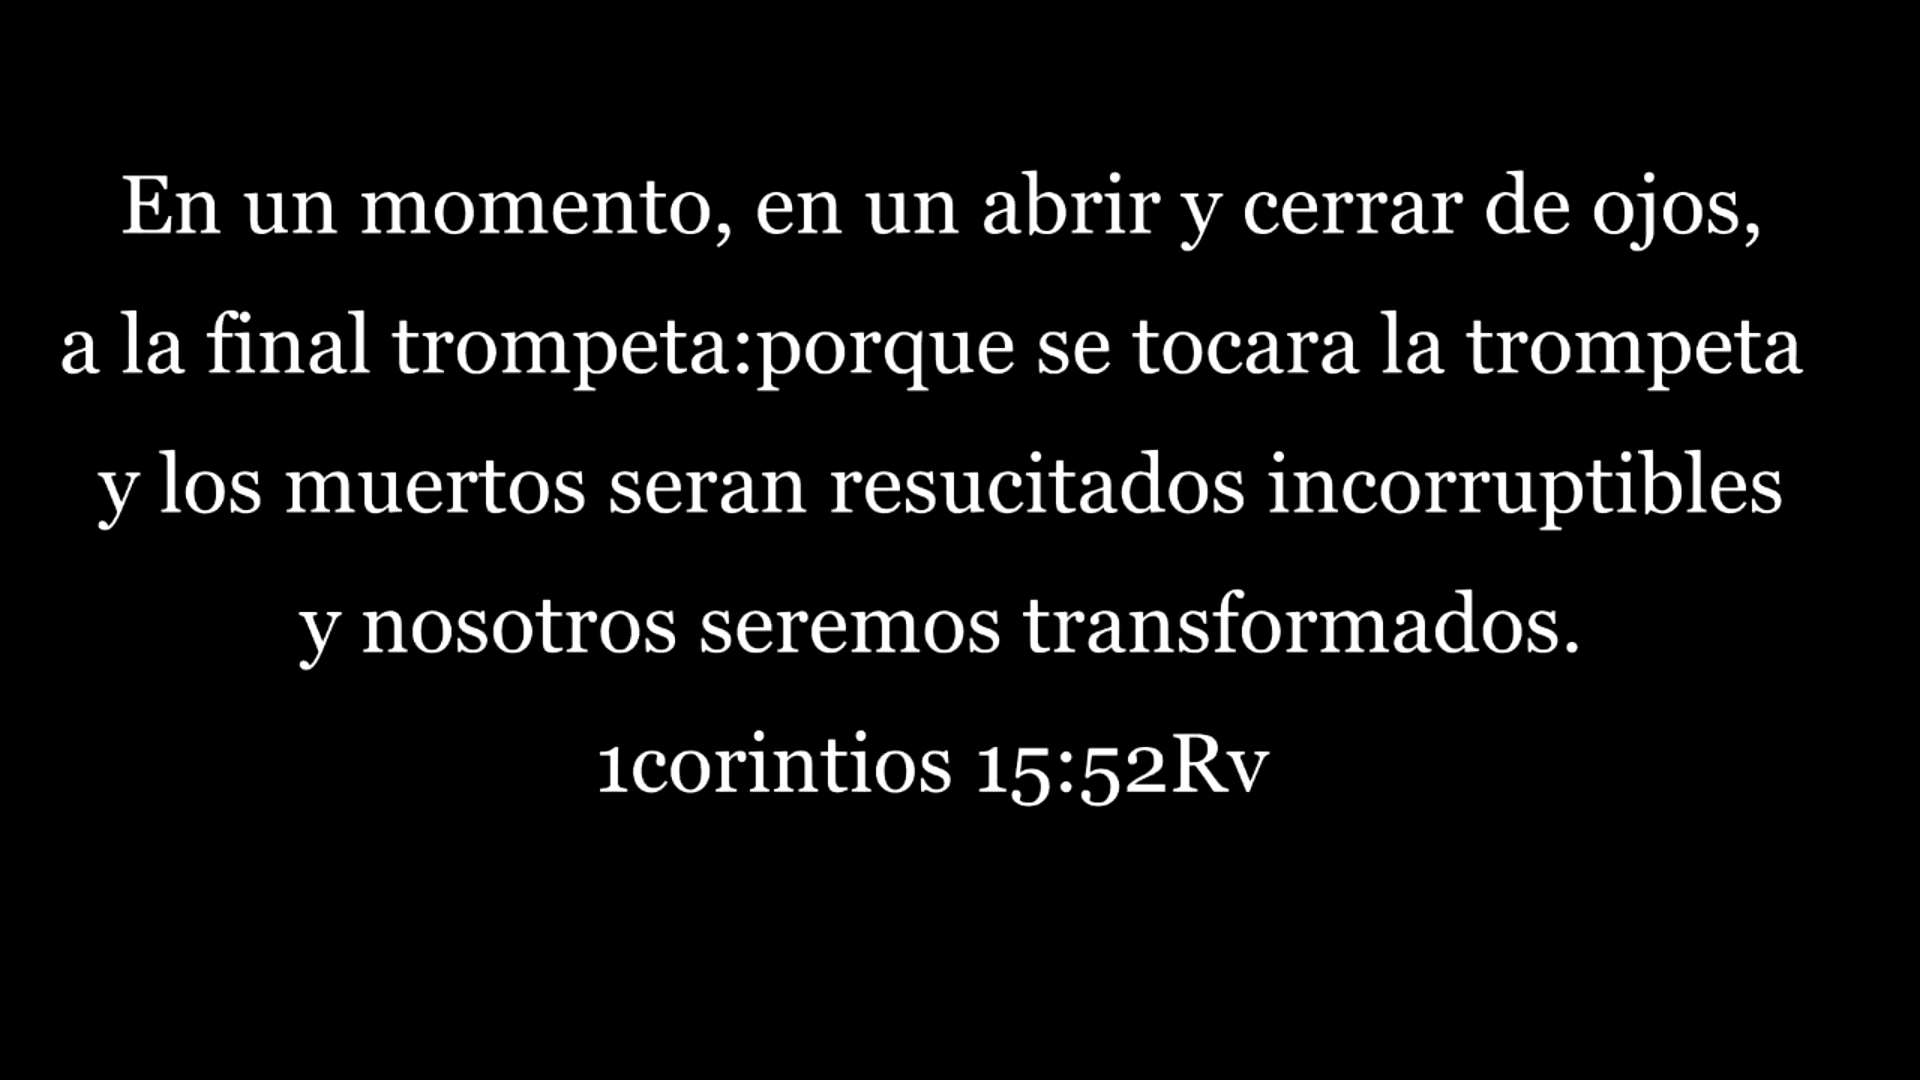 En un momento, en un abrir y cerrar de ojos,
a la final trompeta:porque se tocara la trompeta
y los muertos seran resucitados incorruptibles
y nosotros seremos transformados.
1corintios 15:52Rv